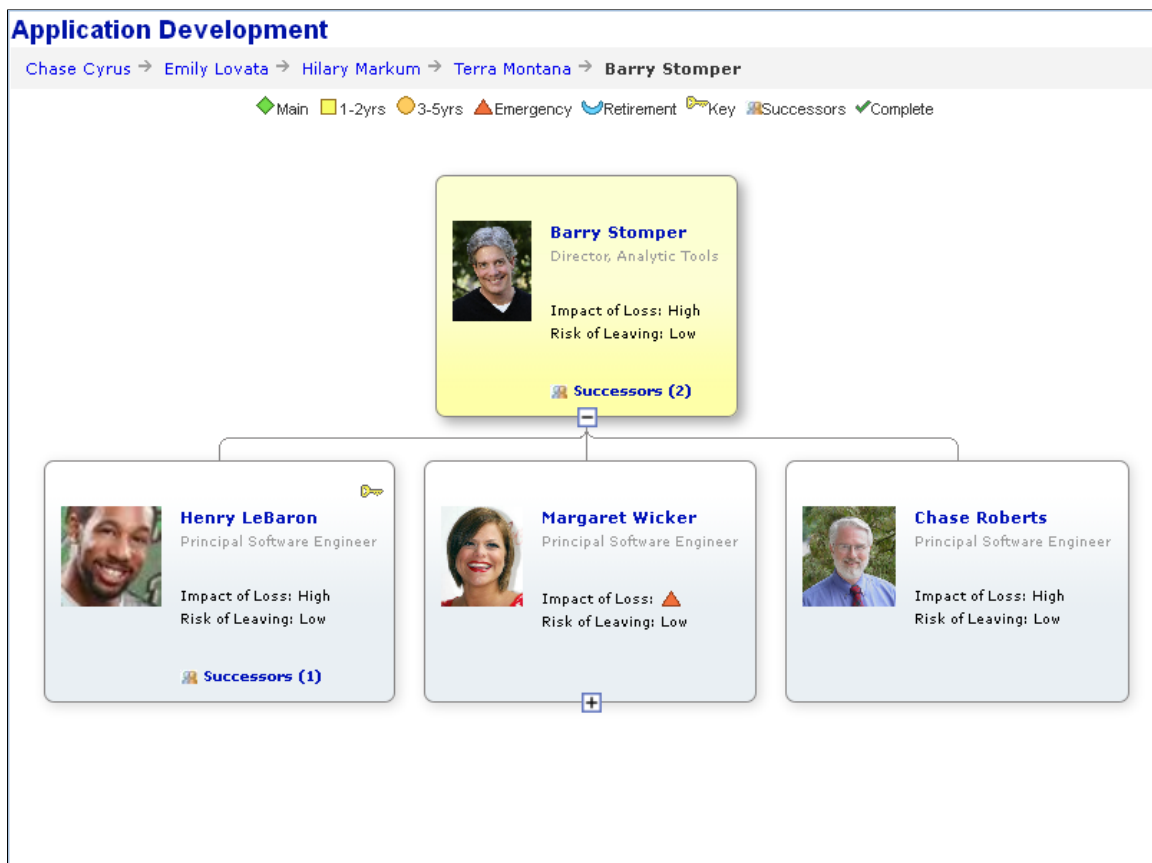 Application Development
Chase Cyrus → Emily Lovata → Hilary Markum → Terra Montana → Barry Stomper
Main 1-2yrs 3-5yrs Emergency Retirement Key Successors Complete
Barry Stomper
Director, Analytic Tools
Impact of Loss: High
Risk of Leaving: Low
Successors (2)
Henry LeBaron
Principal Software Engineer
Impact of Loss: High
Risk of Leaving: Low
Successors (1)
Margaret Wicker
Principal Software Engineer
Impact of Loss:
Risk of Leaving: Low
Chase Roberts
Principal Software Engineer
Impact of Loss: High
Risk of Leaving: Low